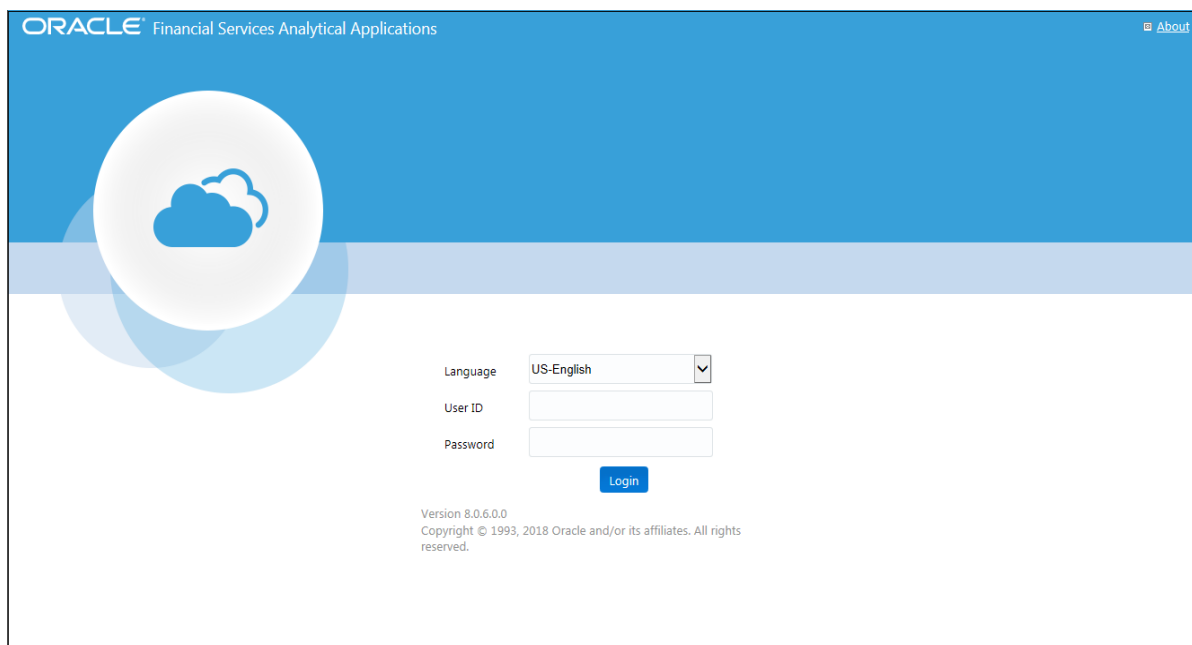 ORACLE® Financial Services Analytical Applications
About
Language
US-English
User ID
Password
Login
Version 8.0.6.0.0
Copyright © 1993, 2018 Oracle and/or its affiliates. All rights
reserved.